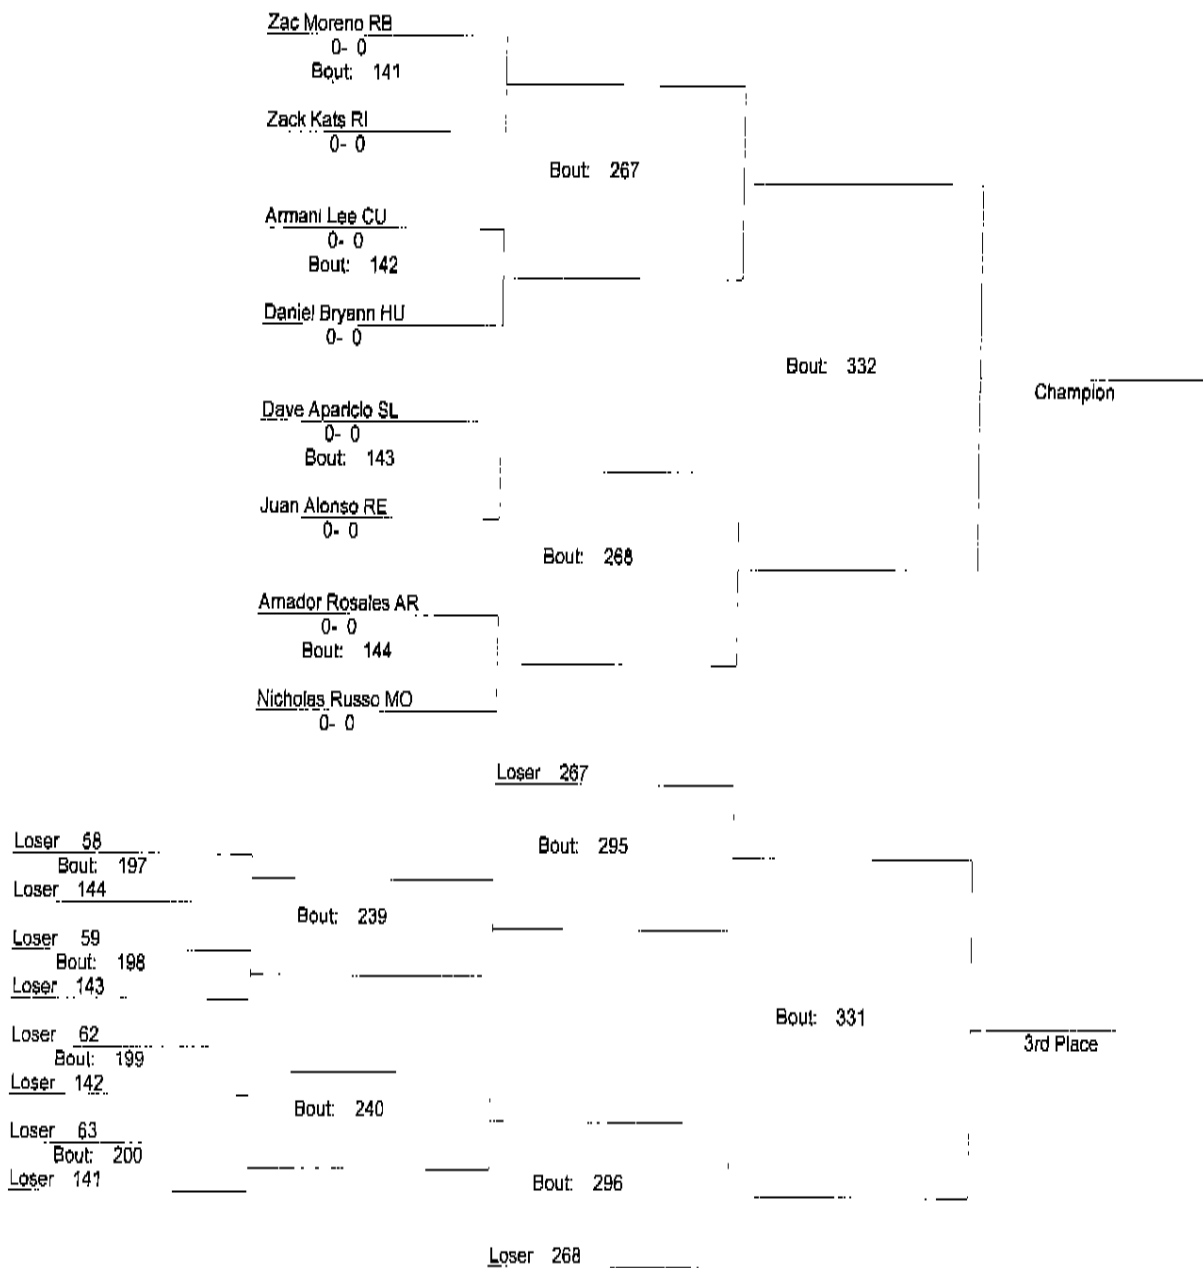 Zac Moreno RB
0- 0
Bout: 141
Zack Kats RI
0- 0
Bout: 267
Armani Lee CU
0- 0
Bout: 142
Daniel Bryann HU
0- 0
Bout: 332
Champion
Dave Aparicio SL
0- 0
Bout: 143
Juan Alonso RE
0- 0
Bout: 268
Amador Rosales AR
0- 0
Bout: 144
Nicholas Russo MO
0- 0
Loser 267
Loser 58
Bout: 197
Loser 144
Bout: 295
Bout: 239
Loser 59
Bout: 198
Loser 143
Bout: 331
3rd Place
Loser 62
Bout: 199
Loser 142
Bout: 240
Loser 63
Bout: 200
Loser 141
Bout: 296
Loser 268